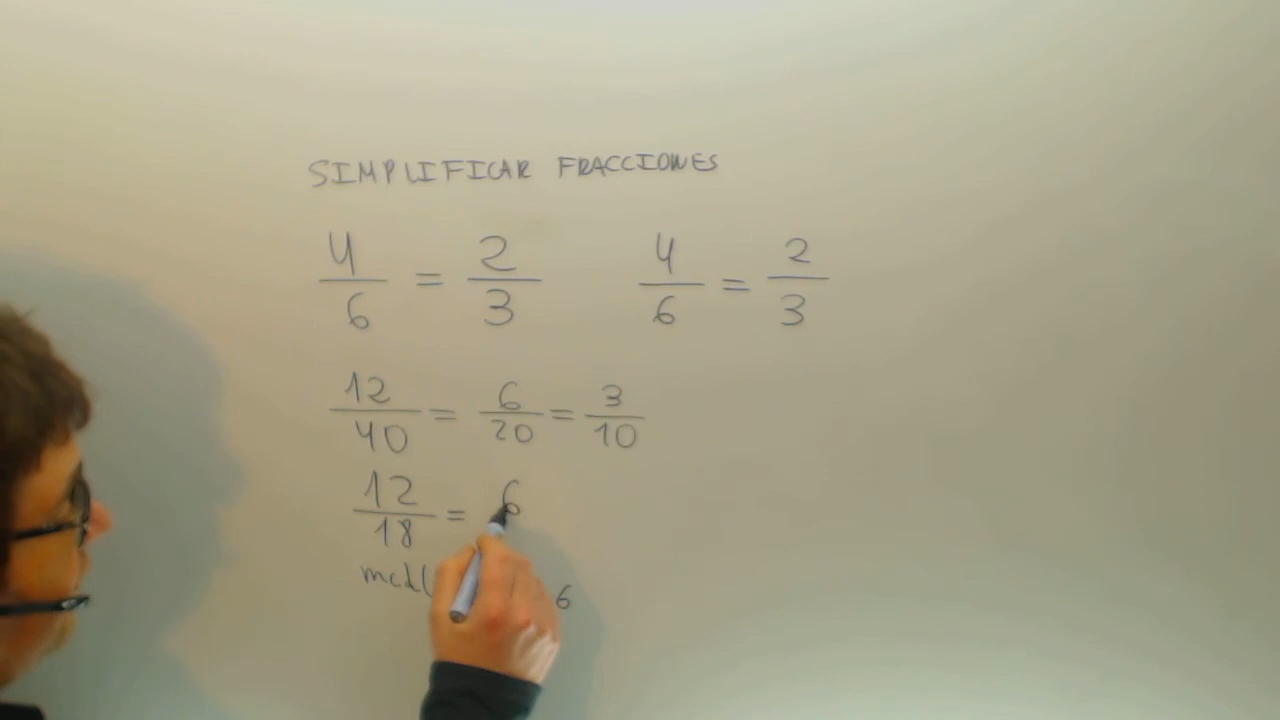 SIMPLIFICAR FRACCIONES
4/6 = 2/3 4/6 = 2/3
12/40 = 6/20 = 3/10
12/18 = 6
mcd( 6